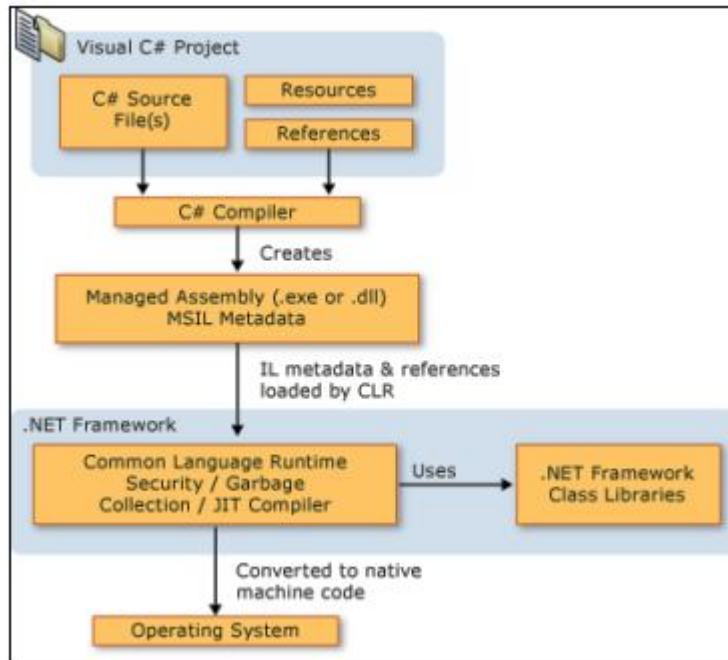 Visual C# Project
C# Source
File(s)
Resources
References
C# Compiler
Creates
Managed Assembly (.exe or .dll)
MSIL Metadata
IL metadata & references
loaded by CLR
.NET Framework
Common Language Runtime
Security / Garbage
Collection / JIT Compiler
Uses
.NET Framework
Class Libraries
Converted to native
machine code
Operating System